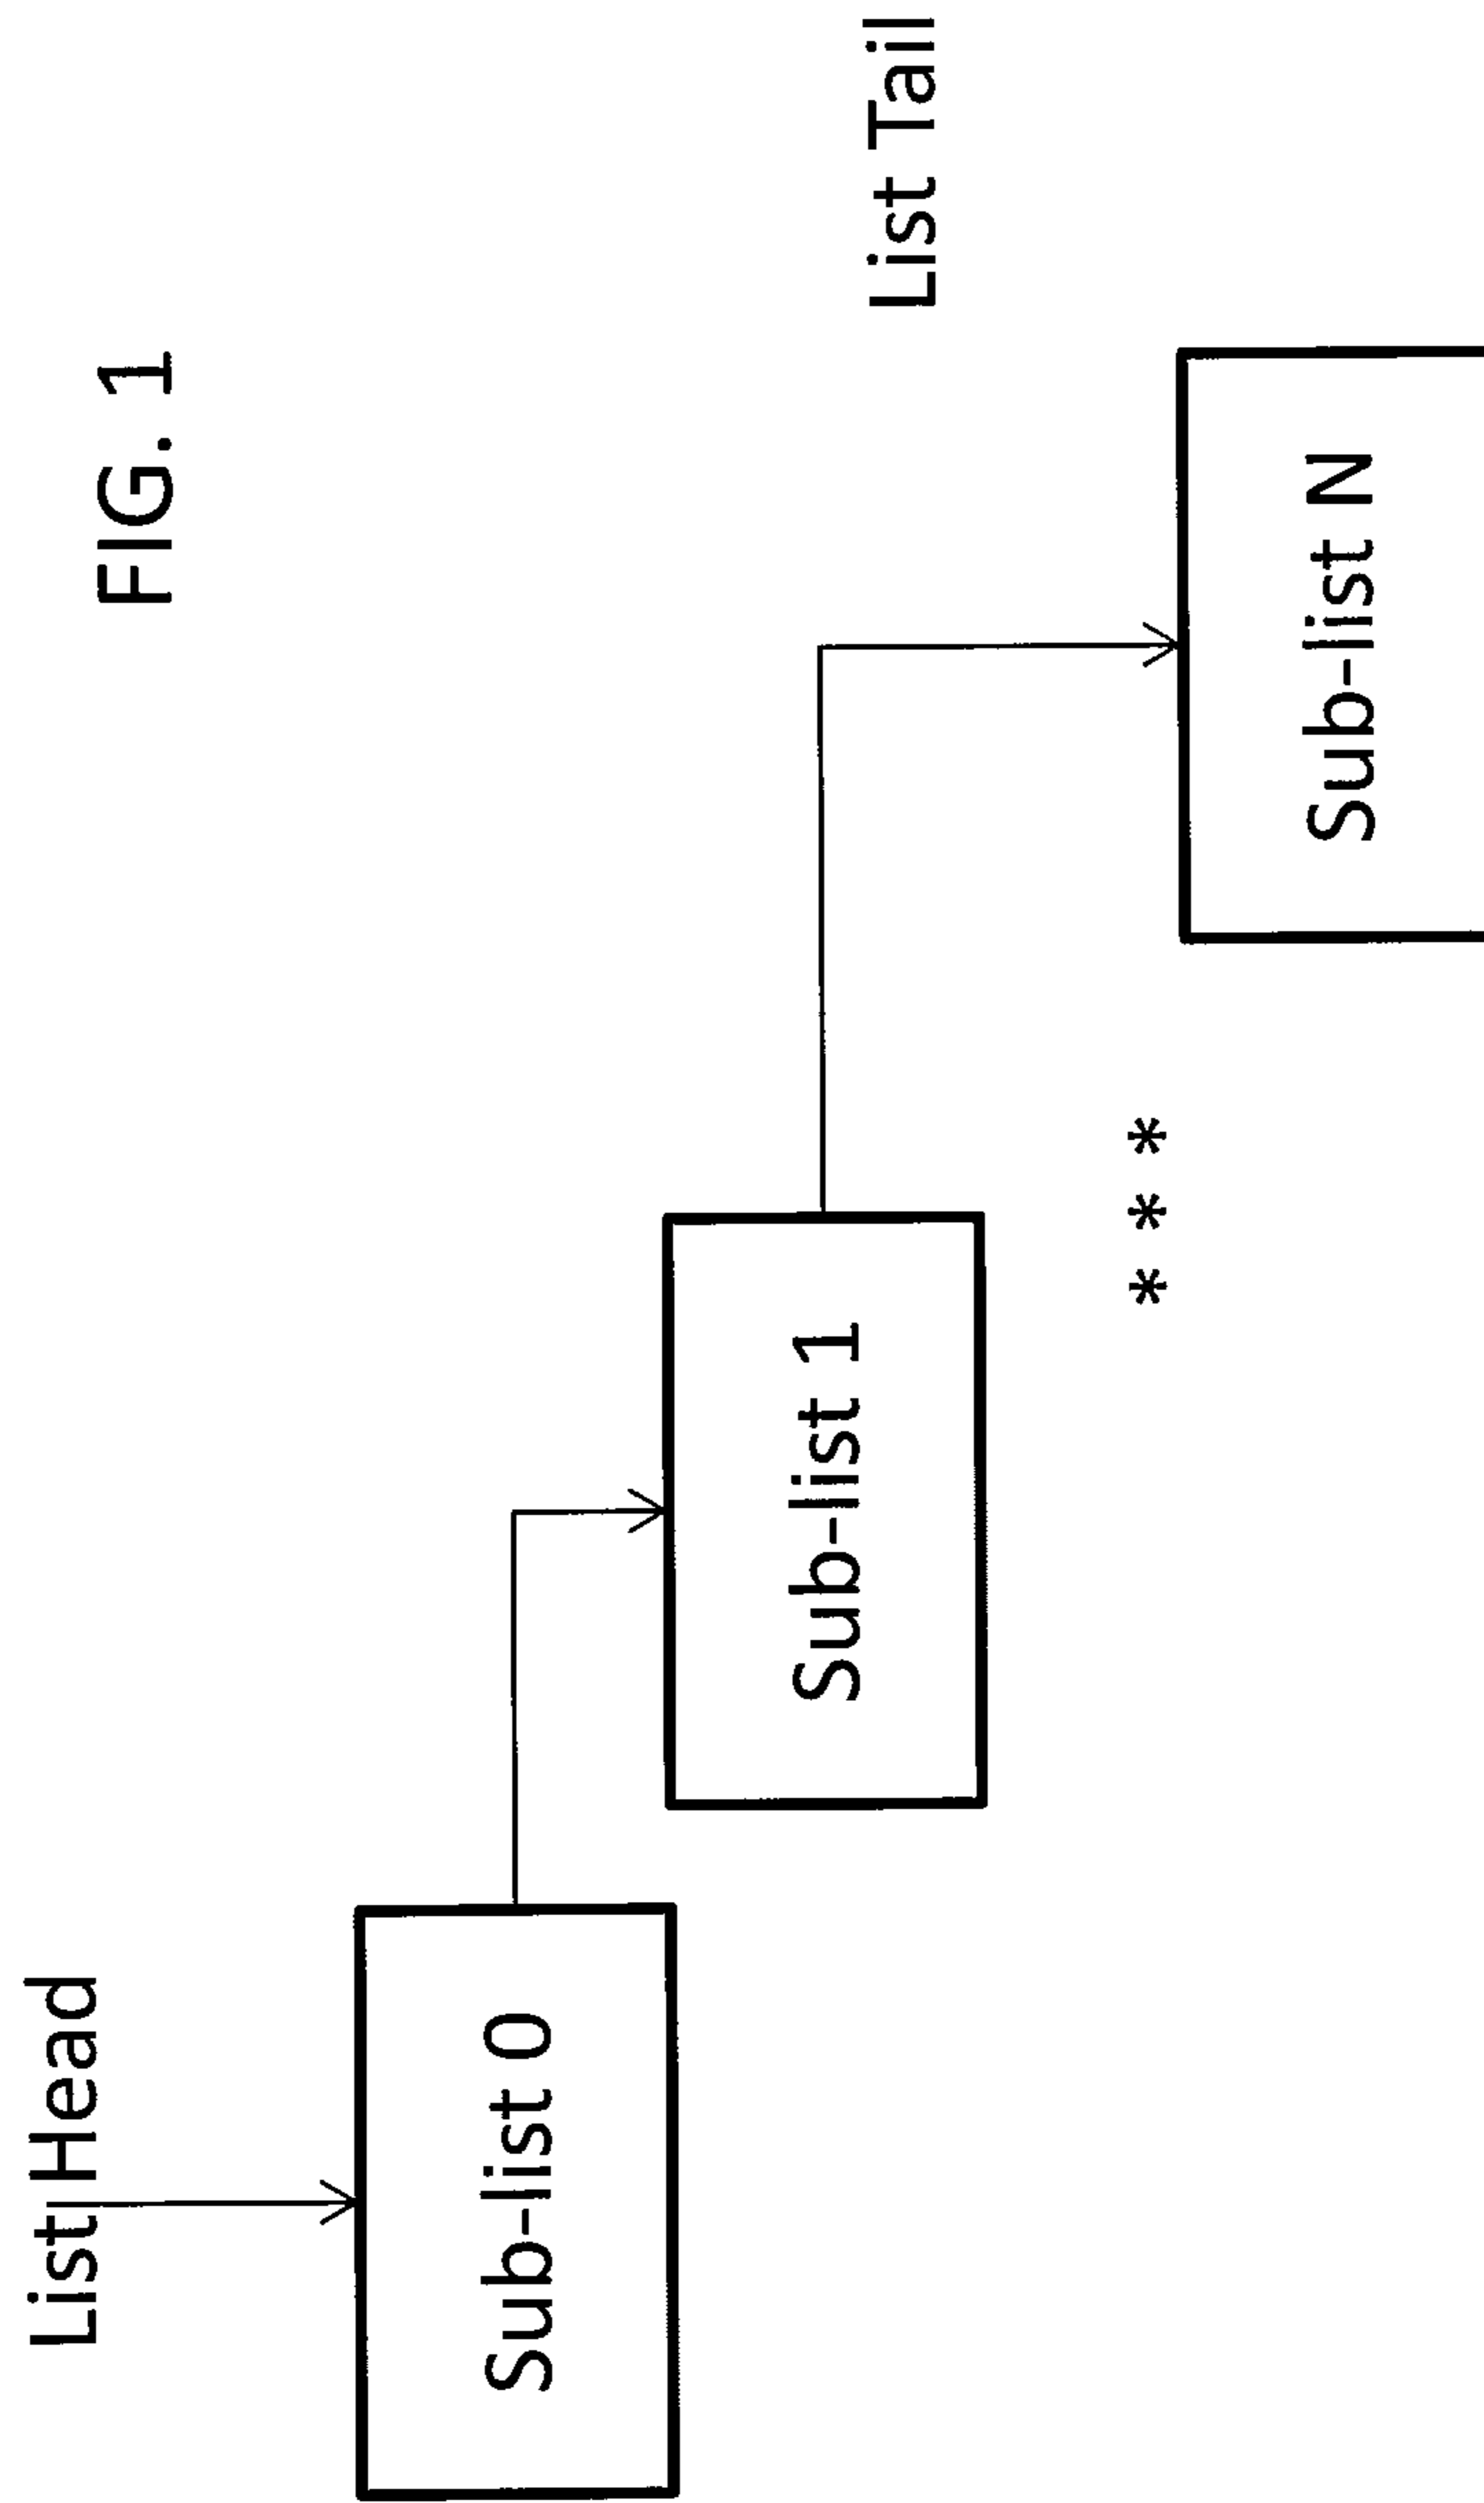 FIG. 1
List Head
Sub-list 0
Sub-list 1
List Tail
* * *
Sub-list N